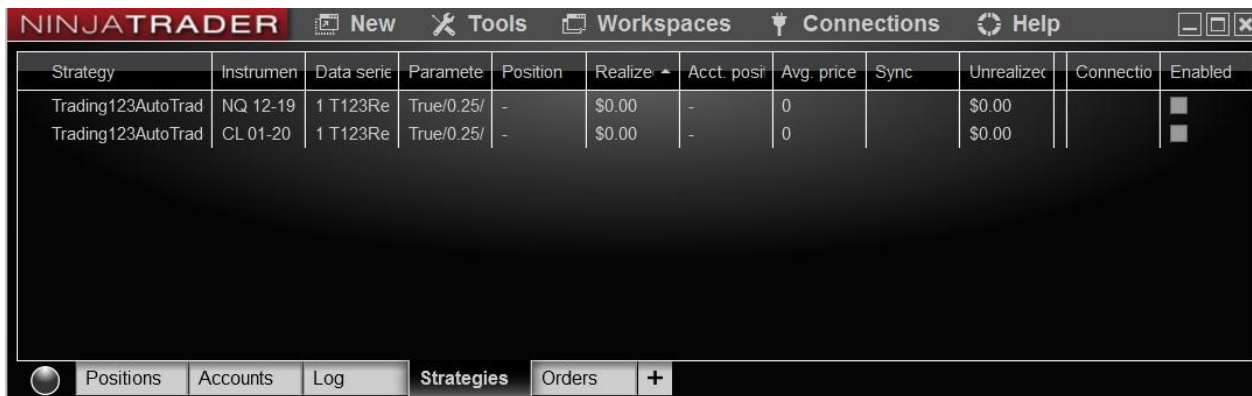 NINJATRADER New Tools Workspaces Connections Help
Strategy Instrumen Data serie Paramete Position Realize Acct. posit Avg. price Sync Unrealized Connectio Enabled
Trading123AutoTrad NQ 12-19 1 T123Re True/0.25/ - $0.00 - 0 $0.00
Trading123AutoTrad CL 01-20 1 T123Re True/0.25/ - $0.00 - 0 $0.00
Positions Accounts Log Strategies Orders +